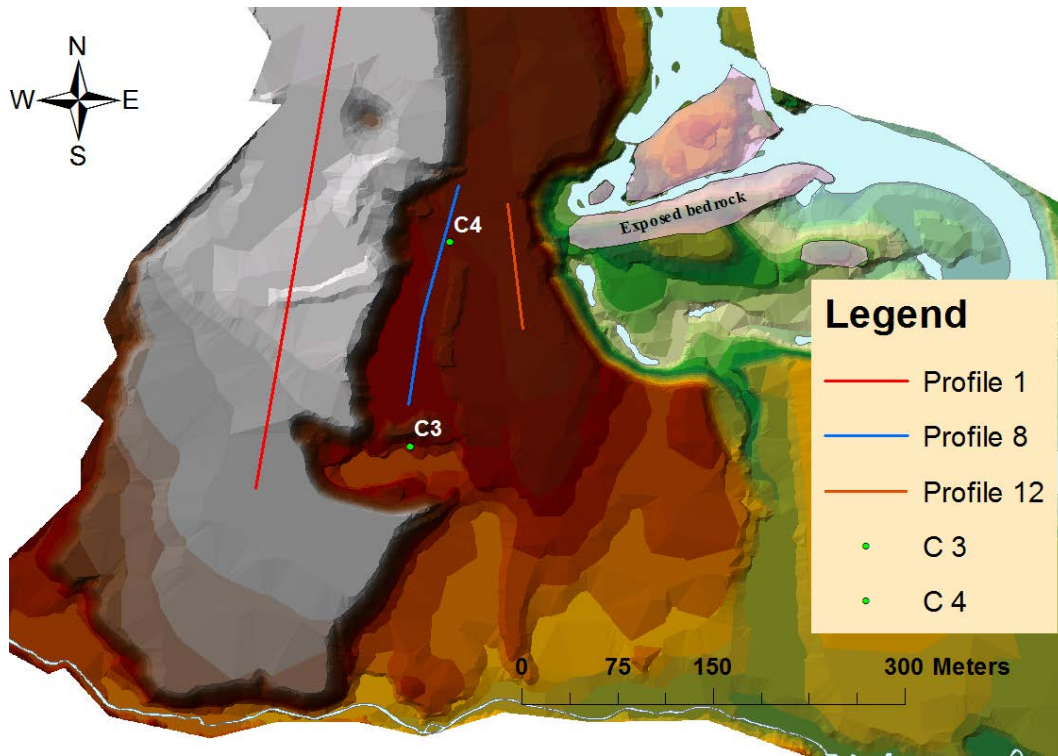 N
W E
S
C4
Exposed bedrock
C3
Legend
Profile 1
Profile 8
Profile 12
C 3
C 4
0 75 150 300 Meters